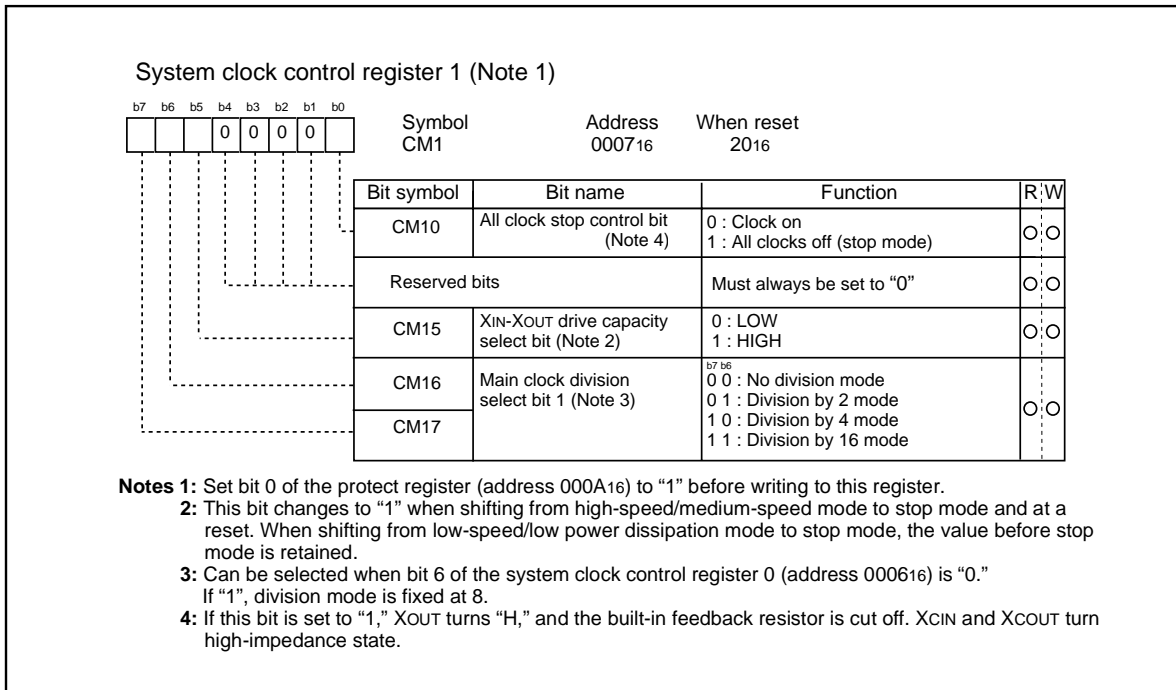 System clock control register 1 (Note 1)
b7 b6 b5 b4 b3 b2 b1 b0
0 0 0 0
Symbol Address When reset
CM1 000716 2016
Bit symbol Bit name Function R W
CM10 All clock stop control bit (Note 4) 0 : Clock on
1 : All clocks off (stop mode)
Reserved bits Must always be set to “0”
CM15 XIN-XOUT drive capacity select bit (Note 2) 0 : LOW
1 : HIGH
CM16 Main clock division select bit 1 (Note 3) b7 b6
0 0 : No division mode
0 1 : Division by 2 mode
CM17 1 0 : Division by 4 mode
1 1 : Division by 16 mode
Notes 1: Set bit 0 of the protect register (address 000A16) to “1” before writing to this register.
2: This bit changes to “1” when shifting from high-speed/medium-speed mode to stop mode and at a
reset. When shifting from low-speed/low power dissipation mode to stop mode, the value before stop
mode is retained.
3: Can be selected when bit 6 of the system clock control register 0 (address 000616) is “0.”
If “1”, division mode is fixed at 8.
4: If this bit is set to “1,” XOUT turns “H,” and the built-in feedback resistor is cut off. XCIN and XCOUT turn
high-impedance state.